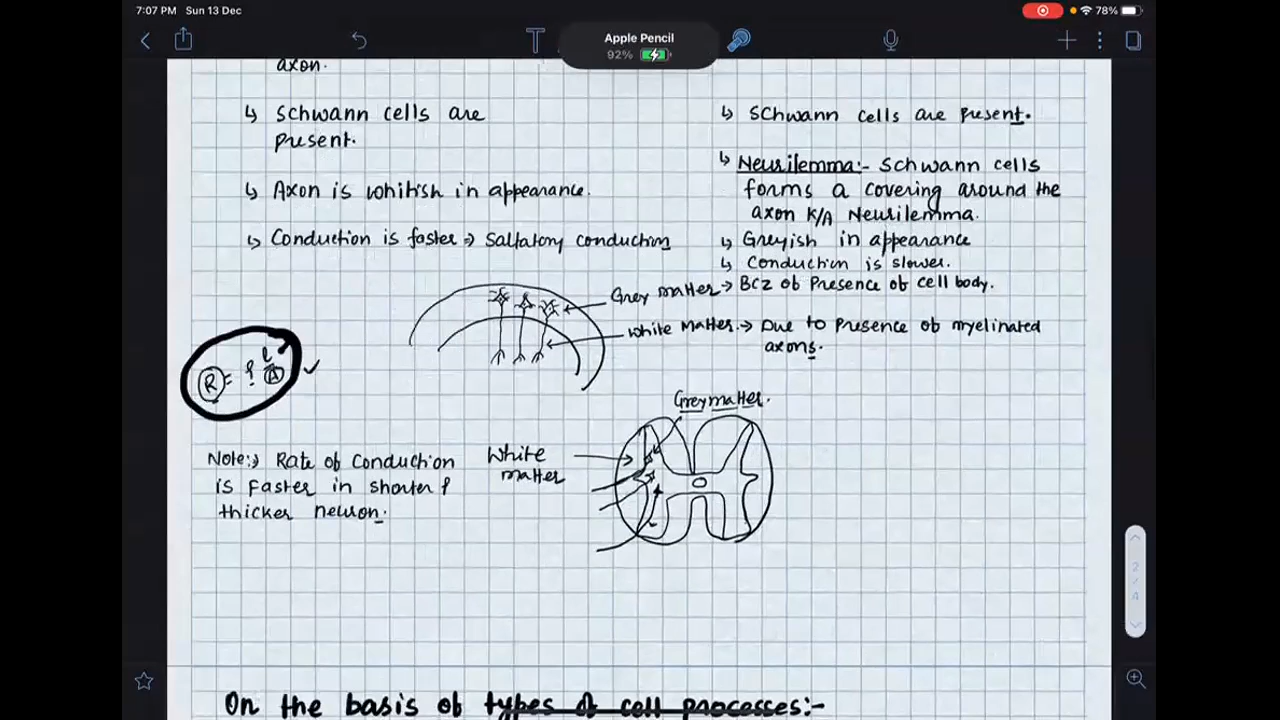 7:07 PM Sun 13 Dec
78%
Apple Pencil
92%
axon.
↳ Schwann cells are
present.
↳ Axon is whitish in appearance.
↳ Conduction is faster ⇒ Saltatory conduction
↳ Schwann cells are present.
↳ Neurilemma:- Schwann cells
forms a covering around the
axon K/A Neurilemma.
↳ Greyish in appearance
↳ Conduction is slower.
Grey matter → Bcz of Presence of cell body.
White Matter. → Due to Presence of myelinated
axons.
R = ρ l/A ✓
Grey matter.
White
matter
Note:→ Rate of Conduction
is Faster in shorter &
thicker neuron.
2
/
4
On the basis of types of cell processes:-